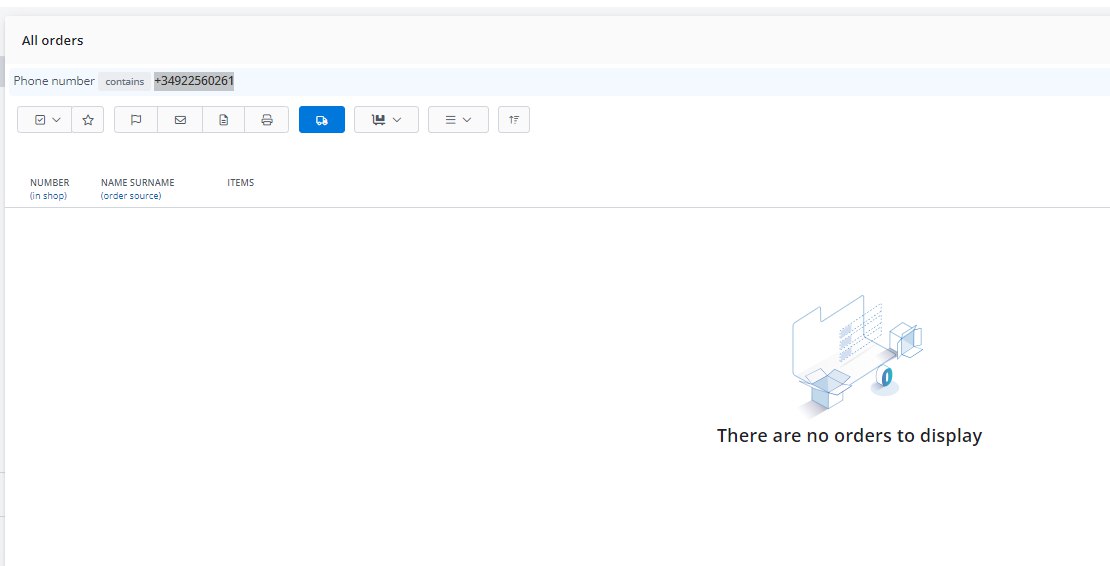 All orders
Phone number contains +34922560261
NUMBER NAME SURNAME ITEMS
(in shop) (order source)
There are no orders to display